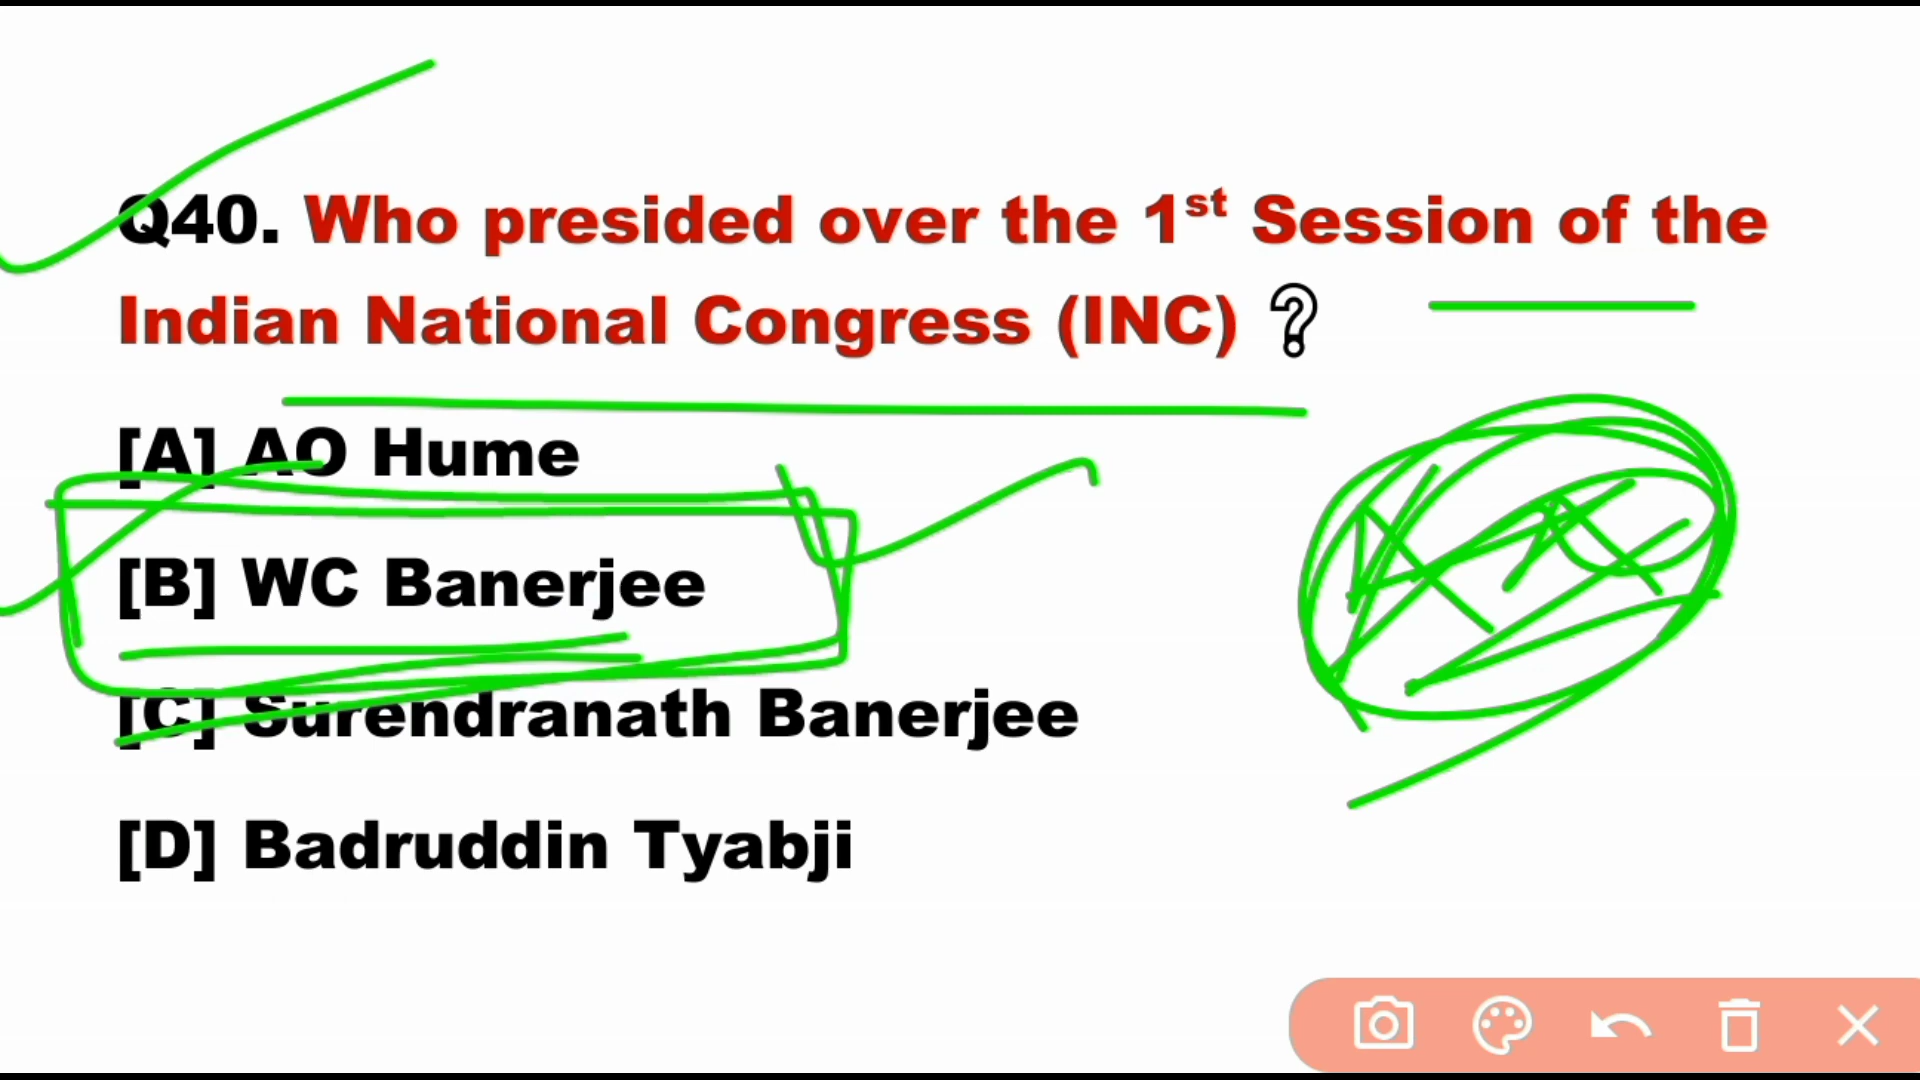 Q40. Who presided over the 1st Session of the
Indian National Congress (INC) ?
[A] AO Hume
[B] WC Banerjee
[C] Surendranath Banerjee
[D] Badruddin Tyabji